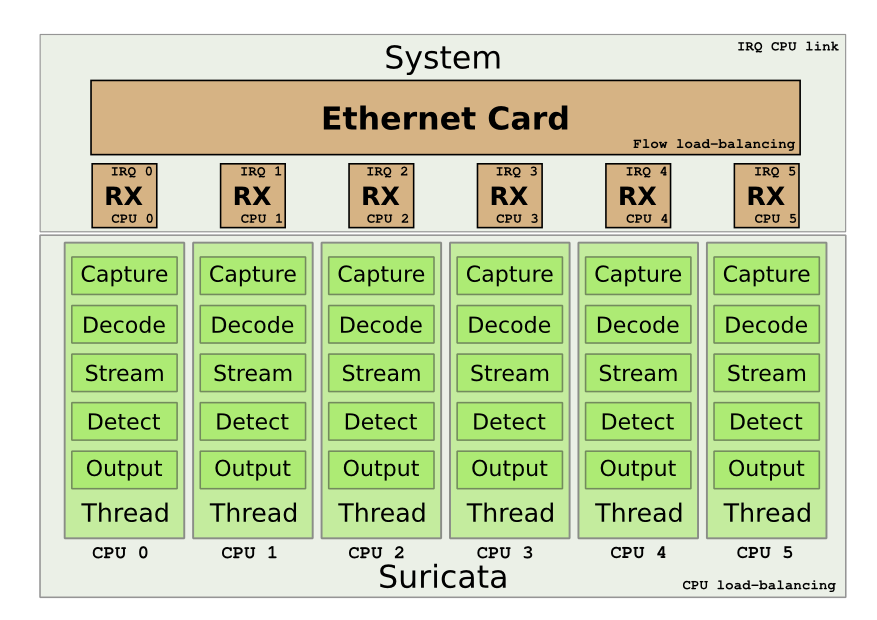 IRQ CPU link
System
Ethernet Card
Flow load-balancing
IRQ 0 IRQ 1 IRQ 2 IRQ 3 IRQ 4 IRQ 5
RX RX RX RX RX RX
CPU 0 CPU 1 CPU 2 CPU 3 CPU 4 CPU 5
Capture Capture Capture Capture Capture Capture
Decode Decode Decode Decode Decode Decode
Stream Stream Stream Stream Stream Stream
Detect Detect Detect Detect Detect Detect
Output Output Output Output Output Output
Thread Thread Thread Thread Thread Thread
CPU 0 CPU 1 CPU 2 CPU 3 CPU 4 CPU 5
Suricata
CPU load-balancing